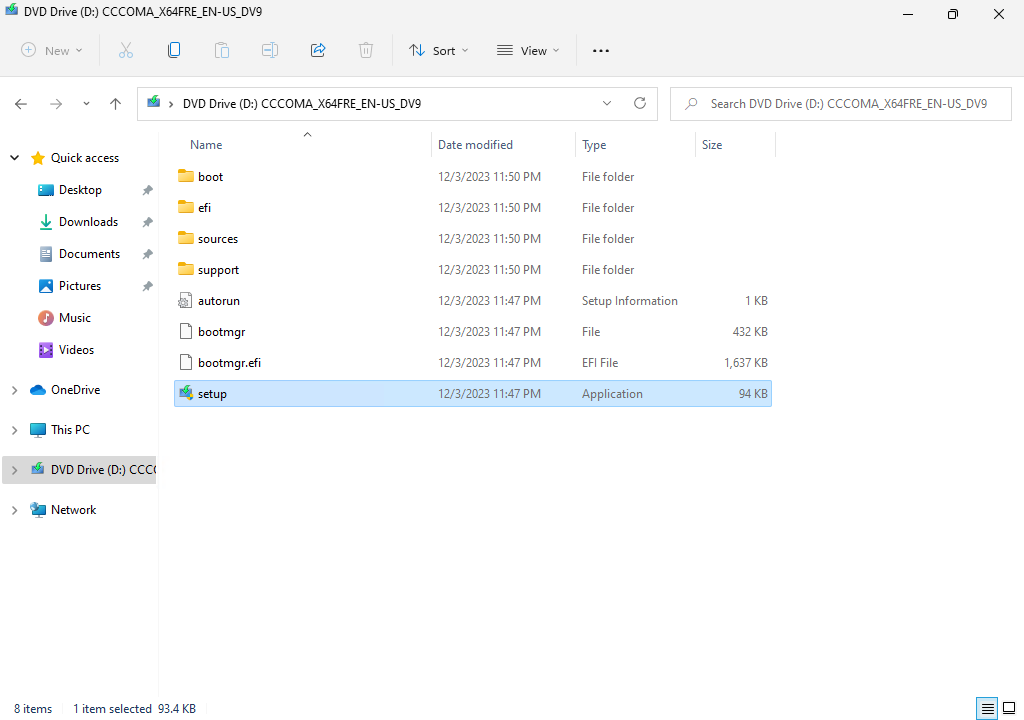 DVD Drive (D:) CCCOMA_X64FRE_EN-US_DV9
New Sort View
DVD Drive (D:) CCCOMA_X64FRE_EN-US_DV9 Search DVD Drive (D:) CCCOMA_X64FRE_EN-US_DV9
Quick access
Desktop
Downloads
Documents
Pictures
Music
Videos
OneDrive
This PC
DVD Drive (D:) CCCO
Network
Name Date modified Type Size
boot 12/3/2023 11:50 PM File folder
efi 12/3/2023 11:50 PM File folder
sources 12/3/2023 11:50 PM File folder
support 12/3/2023 11:50 PM File folder
autorun 12/3/2023 11:47 PM Setup Information 1 KB
bootmgr 12/3/2023 11:47 PM File 432 KB
bootmgr.efi 12/3/2023 11:47 PM EFI File 1,637 KB
setup 12/3/2023 11:47 PM Application 94 KB
8 items 1 item selected 93.4 KB